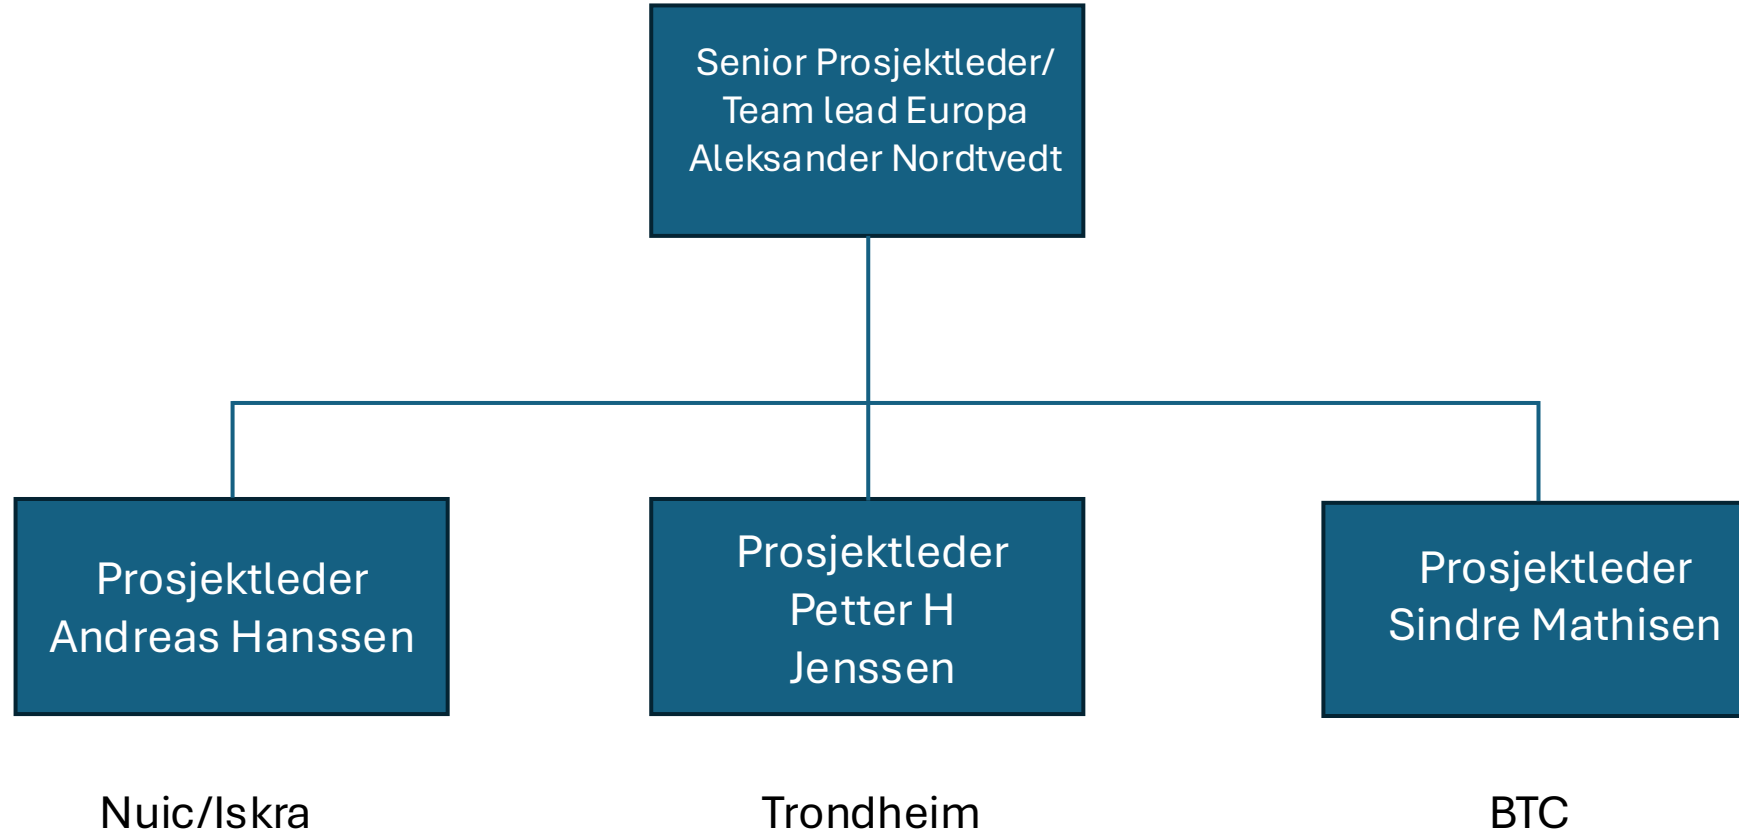 Senior Prosjektleder/
Team lead Europa
Aleksander Nordtvedt
Prosjektleder
Andreas Hanssen
Prosjektleder
Petter H
Jenssen
Prosjektleder
Sindre Mathisen
Nuic/Iskra
Trondheim
BTC